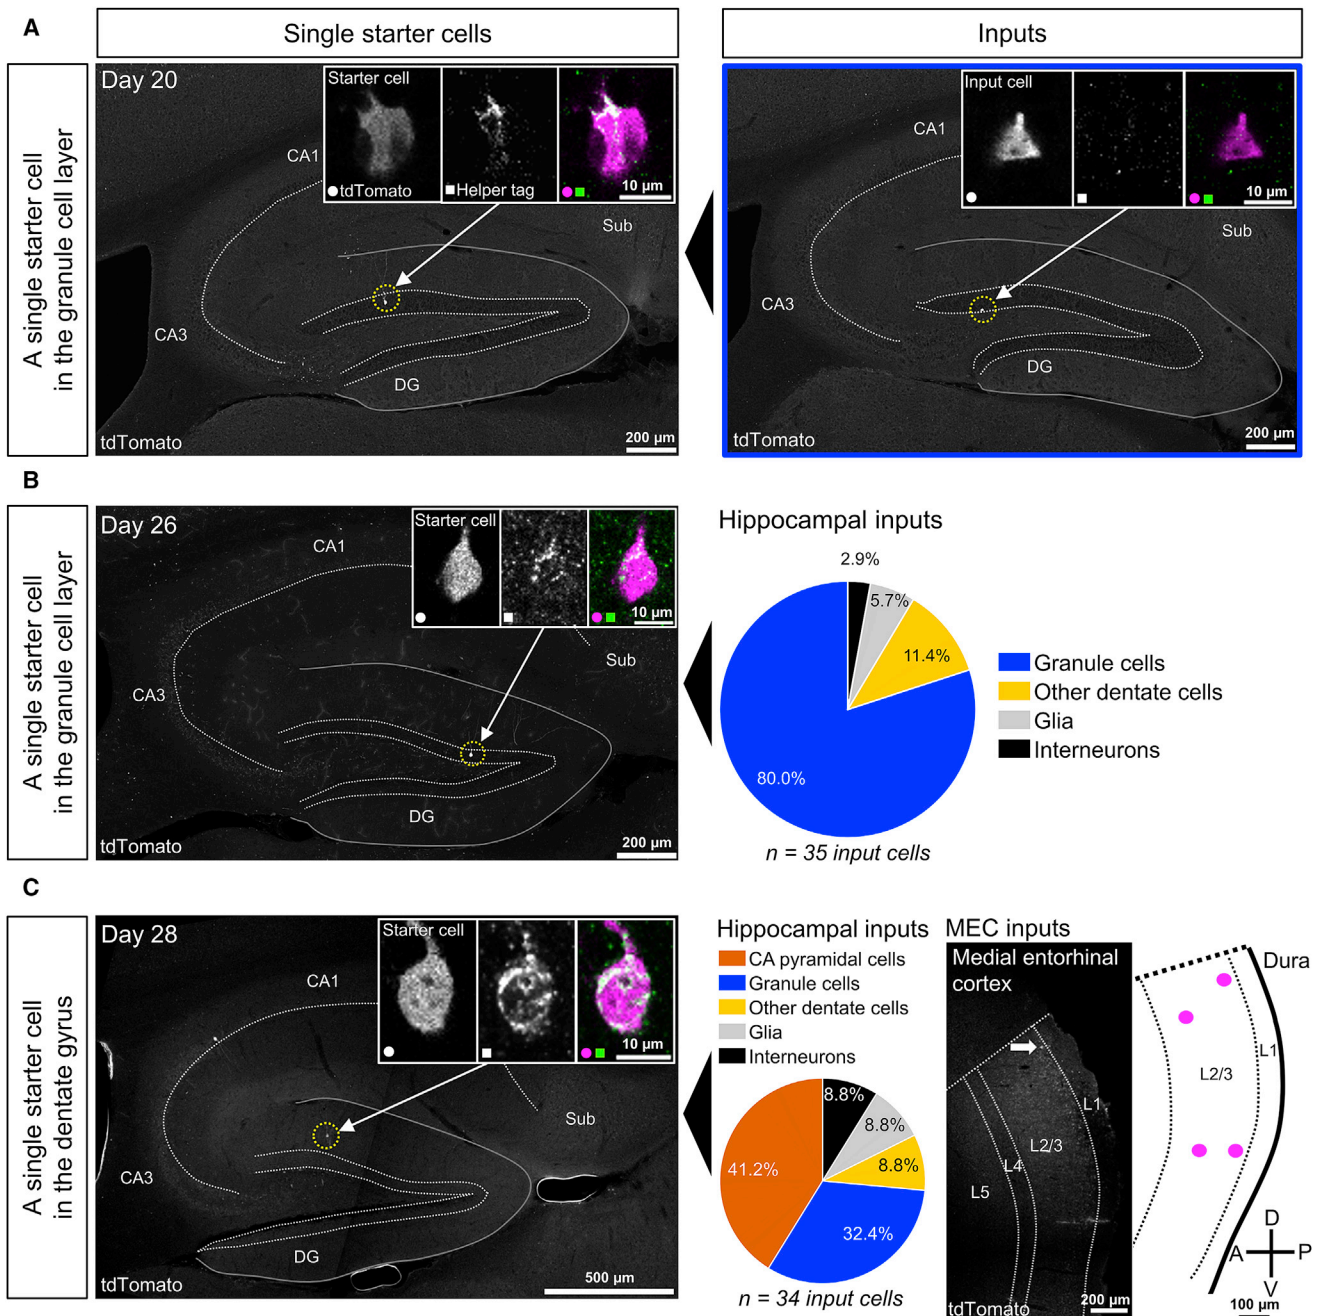 A
Single starter cells
Inputs
A single starter cell
in the granule cell layer
Day 20
Starter cell
tdTomato
Helper tag
10 µm
CA1
Sub
CA3
DG
tdTomato
200 µm
Input cell
10 µm
CA1
Sub
CA3
DG
tdTomato
200 µm
B
A single starter cell
in the granule cell layer
Day 26
Starter cell
10 µm
CA1
Sub
CA3
DG
tdTomato
200 µm
Hippocampal inputs
2.9%
5.7%
11.4%
80.0%
n = 35 input cells
Granule cells
Other dentate cells
Glia
Interneurons
C
A single starter cell
in the dentate gyrus
Day 28
Starter cell
10 µm
CA1
Sub
CA3
DG
tdTomato
500 µm
Hippocampal inputs
CA pyramidal cells
Granule cells
Other dentate cells
Glia
Interneurons
8.8%
8.8%
8.8%
41.2%
32.4%
n = 34 input cells
MEC inputs
Medial entorhinal
cortex
L1
L2/3
L4
L5
tdTomato
200 µm
Dura
L1
L2/3
D
A
P
V
100 µm